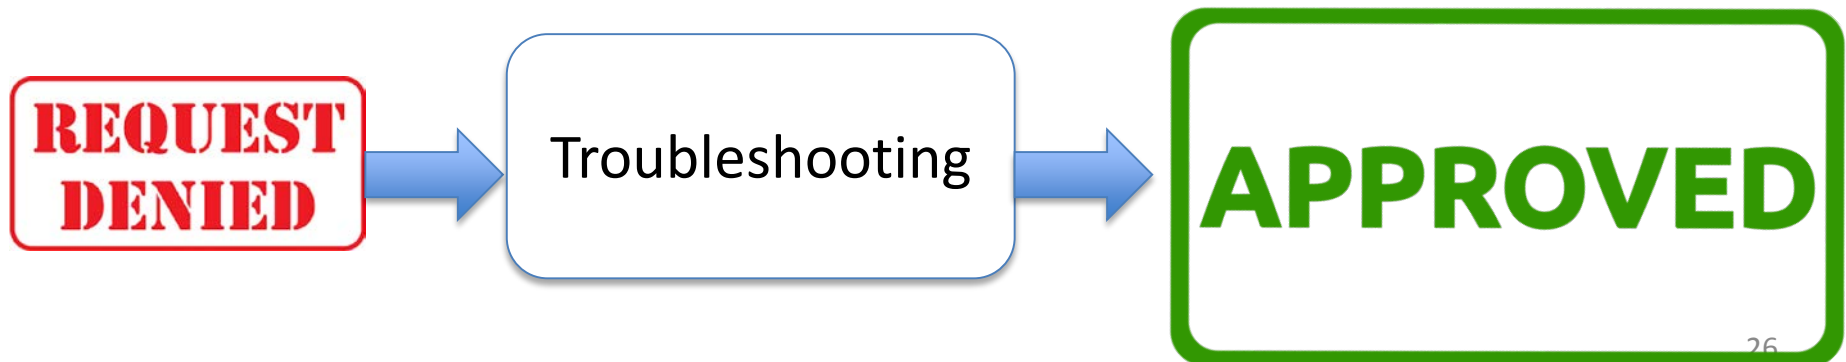 REQUEST
DENIED
Troubleshooting
APPROVED
26